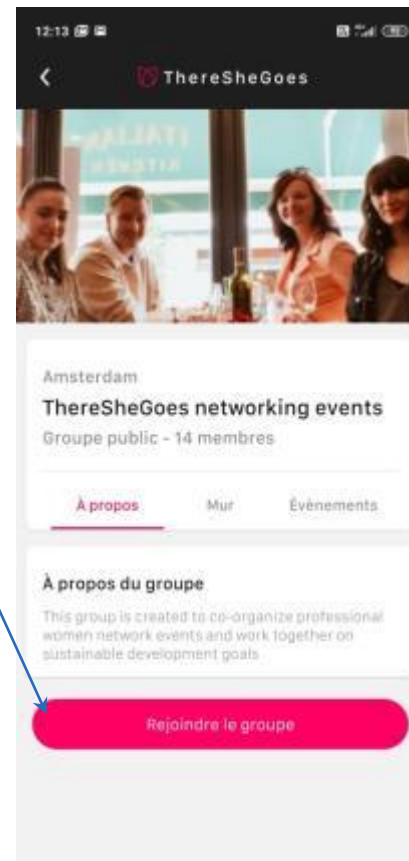 12:13
ThereSheGoes
ITALIAN
KITCHEN
Amsterdam
ThereSheGoes networking events
Groupe public - 14 membres
À propos Mur Évènements
À propos du groupe
This group is created to co-organize professional
women network events and work together on
sustainable development goals
Rejoindre le groupe